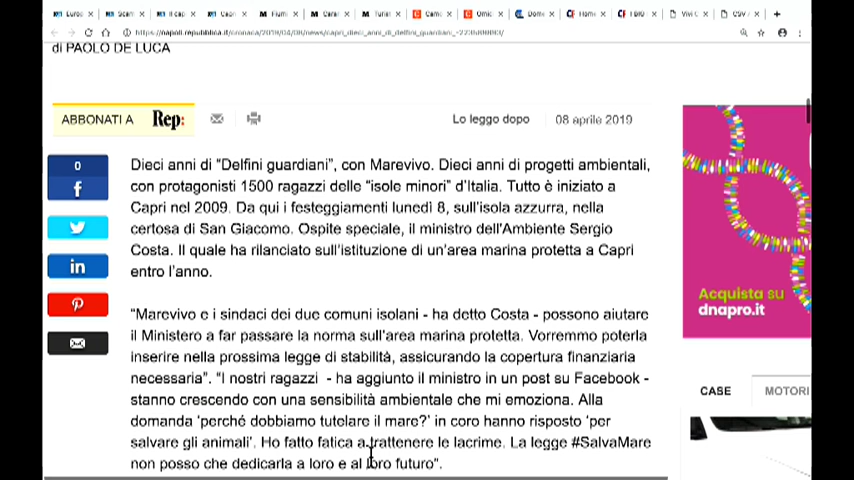 di PAOLO DE LUCA
ABBONATI A Rep:
Lo leggo dopo
08 aprile 2019
0
Dieci anni di “Delfini guardiani”, con Marevivo. Dieci anni di progetti ambientali,
con protagonisti 1500 ragazzi delle “isole minori” d’Italia. Tutto è iniziato a
Capri nel 2009. Da qui i festeggiamenti lunedì 8, sull’isola azzurra, nella
certosa di San Giacomo. Ospite speciale, il ministro dell’Ambiente Sergio
Costa. Il quale ha rilanciato sull’istituzione di un’area marina protetta a Capri
entro l’anno.
“Marevivo e i sindaci dei due comuni isolani - ha detto Costa - possono aiutare
il Ministero a far passare la norma sull’area marina protetta. Vorremmo poterla
inserire nella prossima legge di stabilità, assicurando la copertura finanziaria
necessaria”. “I nostri ragazzi - ha aggiunto il ministro in un post su Facebook -
stanno crescendo con una sensibilità ambientale che mi emoziona. Alla
domanda ‘perché dobbiamo tutelare il mare?’ in coro hanno risposto ‘per
salvare gli animali’. Ho fatto fatica a trattenere le lacrime. La legge #SalvaMare
non posso che dedicarla a loro e al loro futuro”.
Acquista su
dnapro.it
CASE
MOTORI